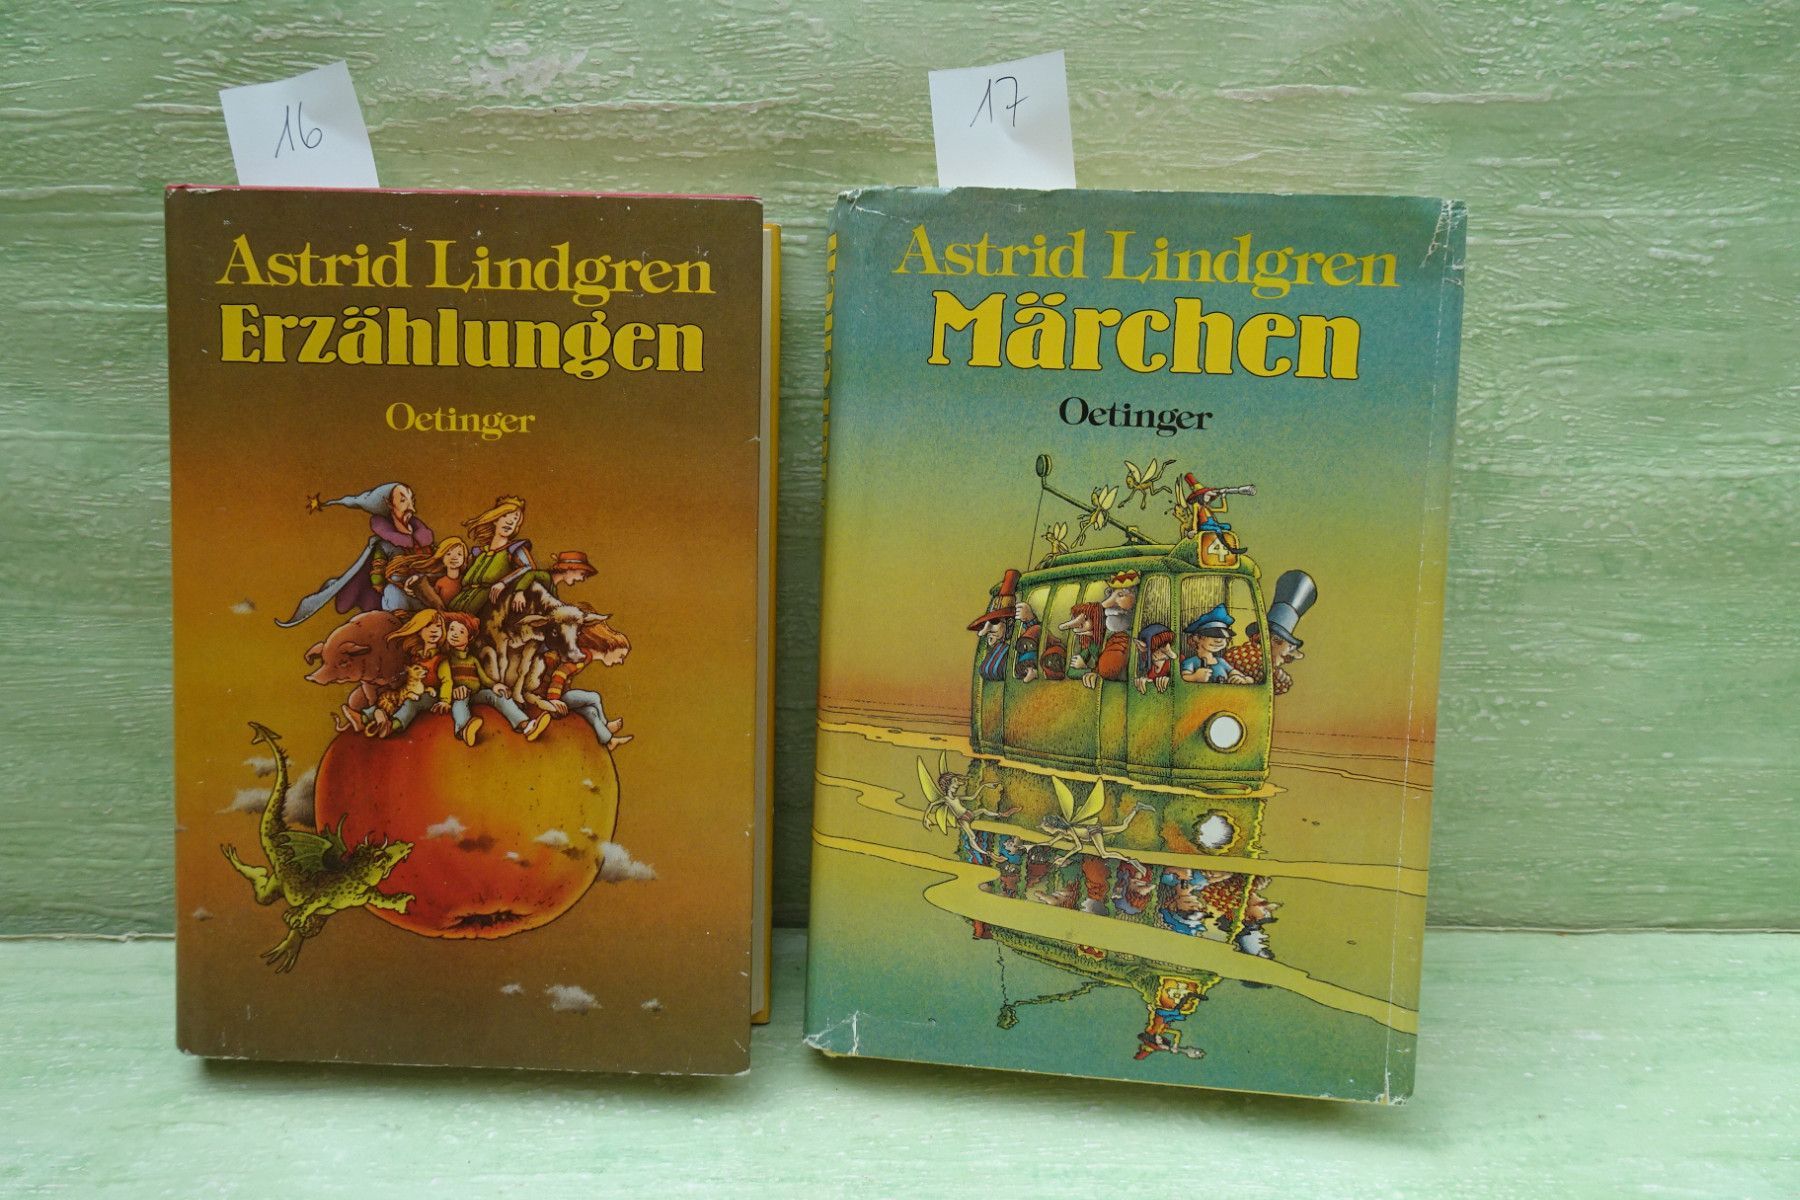 16
Astrid Lindgren
Erzählungen
Oetinger
17
Astrid Lindgren
Märchen
Oetinger
4